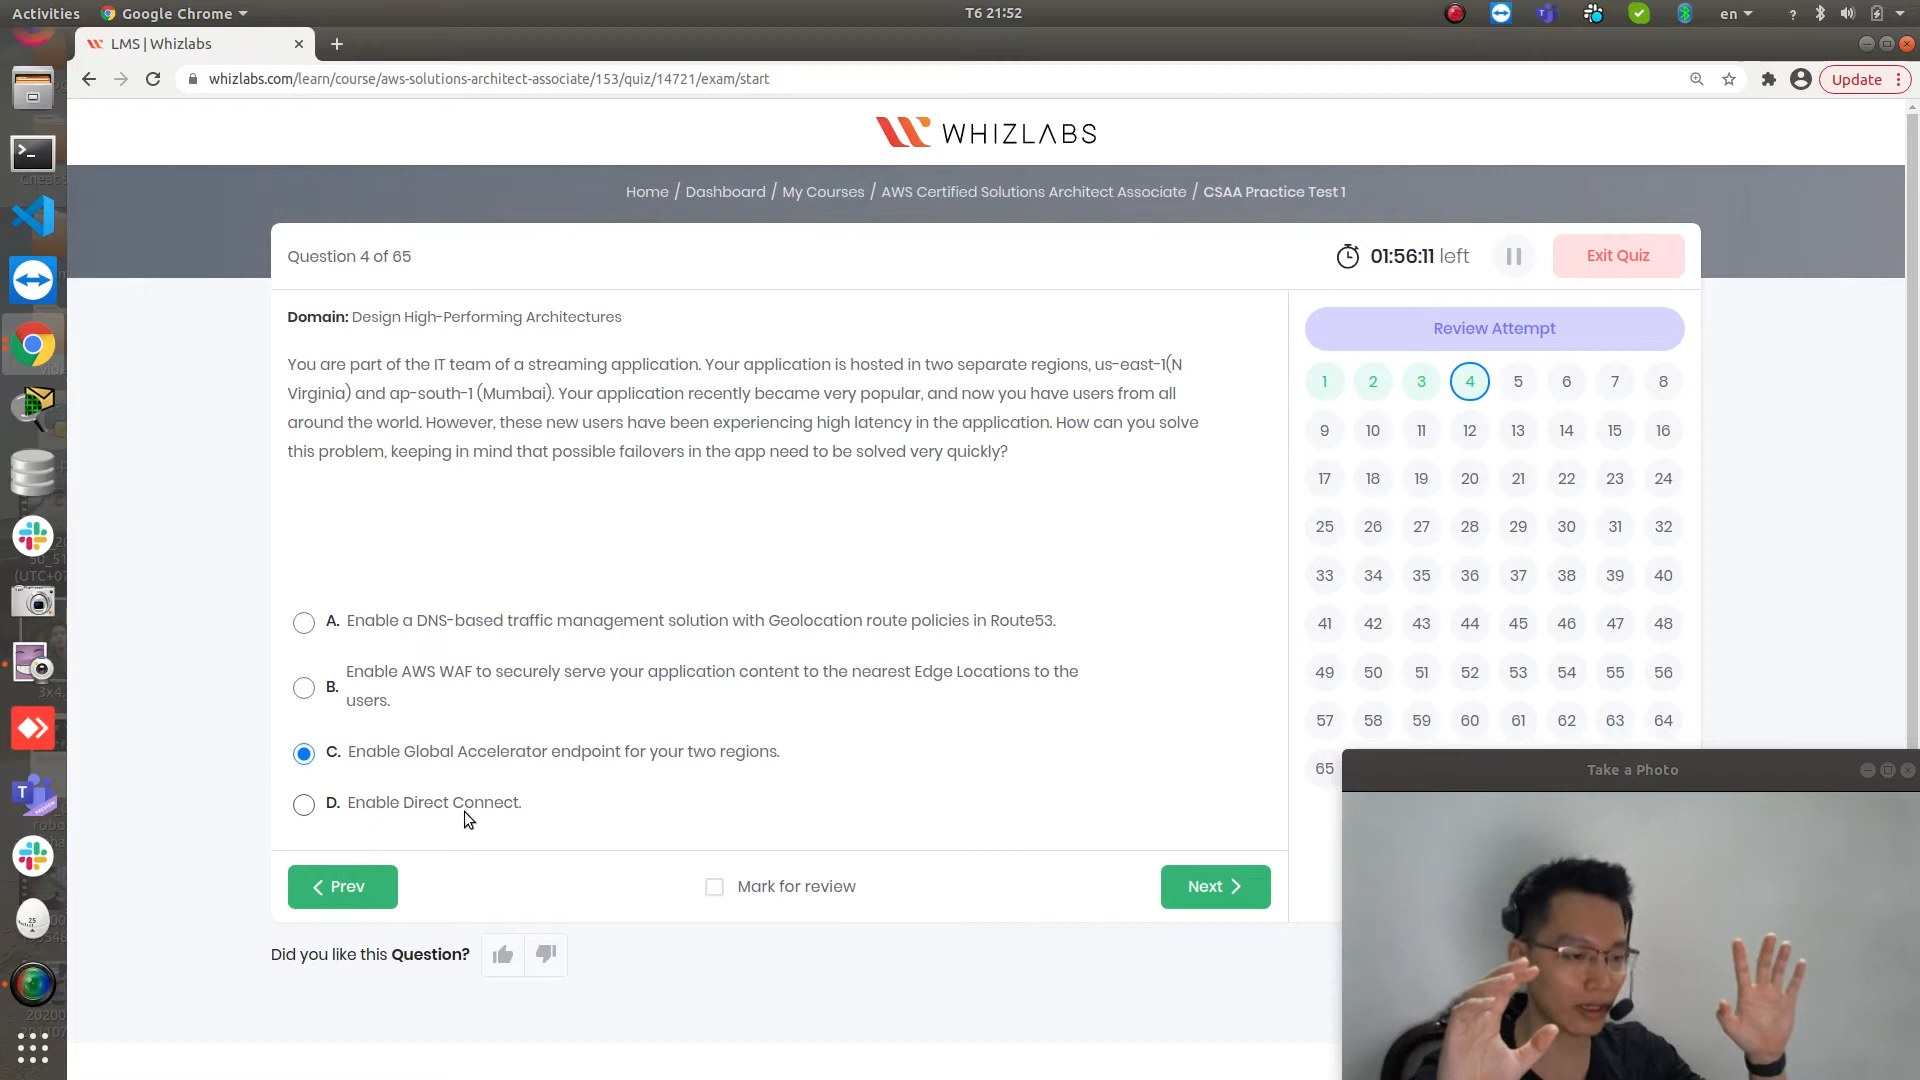 Activities
Google Chrome
T6 21:52
en
LMS | Whizlabs
whizlabs.com/learn/course/aws-solutions-architect-associate/153/quiz/14721/exam/start
Update
WHIZLABS
Home / Dashboard / My Courses / AWS Certified Solutions Architect Associate / CSAA Practice Test 1
Question 4 of 65
01:56:11 left
Exit Quiz
Domain: Design High-Performing Architectures
You are part of the IT team of a streaming application. Your application is hosted in two separate regions, us-east-1(N
Virginia) and ap-south-1 (Mumbai). Your application recently became very popular, and now you have users from all
around the world. However, these new users have been experiencing high latency in the application. How can you solve
this problem, keeping in mind that possible failovers in the app need to be solved very quickly?
A. Enable a DNS-based traffic management solution with Geolocation route policies in Route53.
B. Enable AWS WAF to securely serve your application content to the nearest Edge Locations to the
users.
C. Enable Global Accelerator endpoint for your two regions.
D. Enable Direct Connect.
Prev
Mark for review
Next
Did you like this Question?
Review Attempt
1 2 3 4 5 6 7 8
9 10 11 12 13 14 15 16
17 18 19 20 21 22 23 24
25 26 27 28 29 30 31 32
33 34 35 36 37 38 39 40
41 42 43 44 45 46 47 48
49 50 51 52 53 54 55 56
57 58 59 60 61 62 63 64
65
Take a Photo